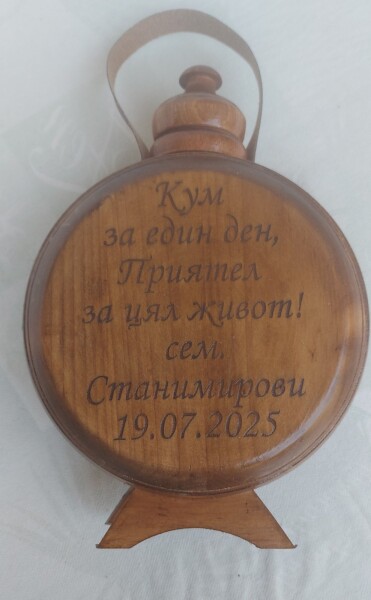 Кум
за един ден,
Приятел
за цял живот!
сем.
Станимирови
19.07.2025